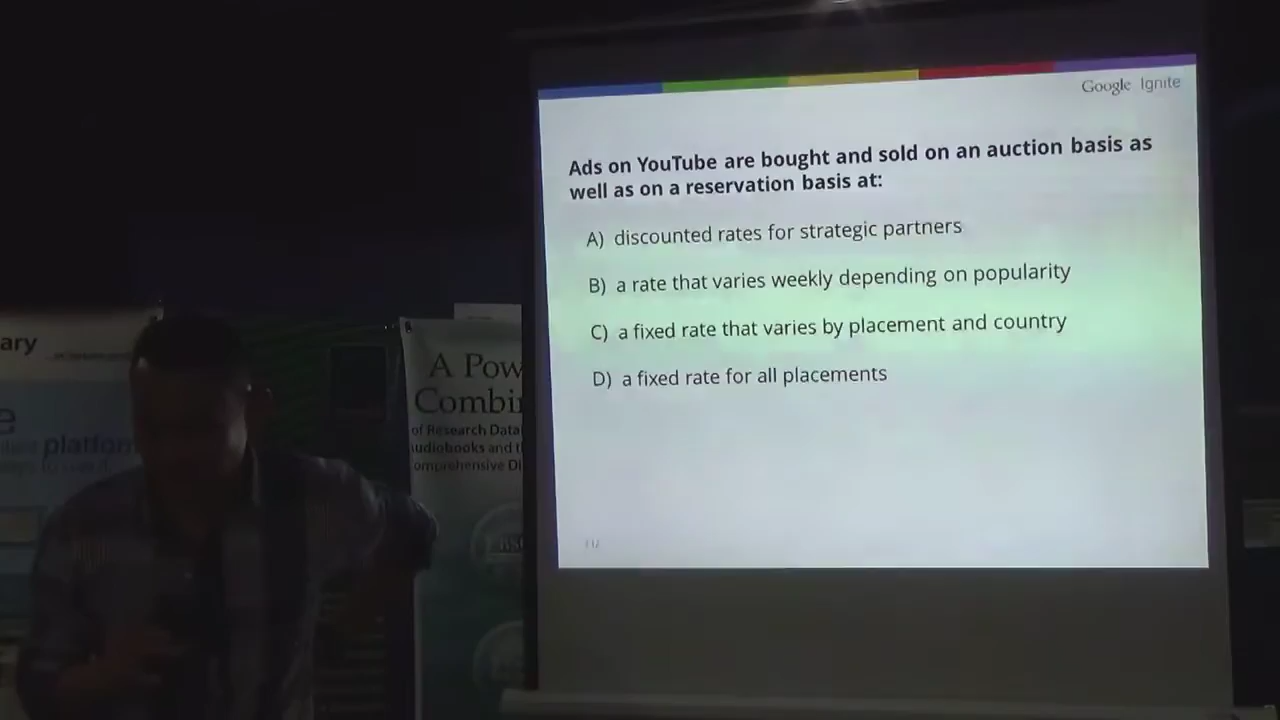 Google Ignite
Ads on YouTube are bought and sold on an auction basis as
well as on a reservation basis at:
A) discounted rates for strategic partners
B) a rate that varies weekly depending on popularity
C) a fixed rate that varies by placement and country
D) a fixed rate for all placements
ary
e
platform
A Pow
Combi
of Research Data
udiobooks and t
omprehensive Di